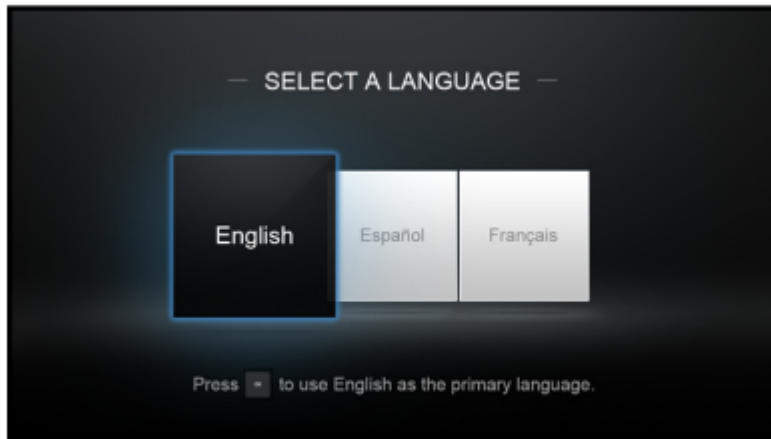 SELECT A LANGUAGE
English Español Français
Press to use English as the primary language.